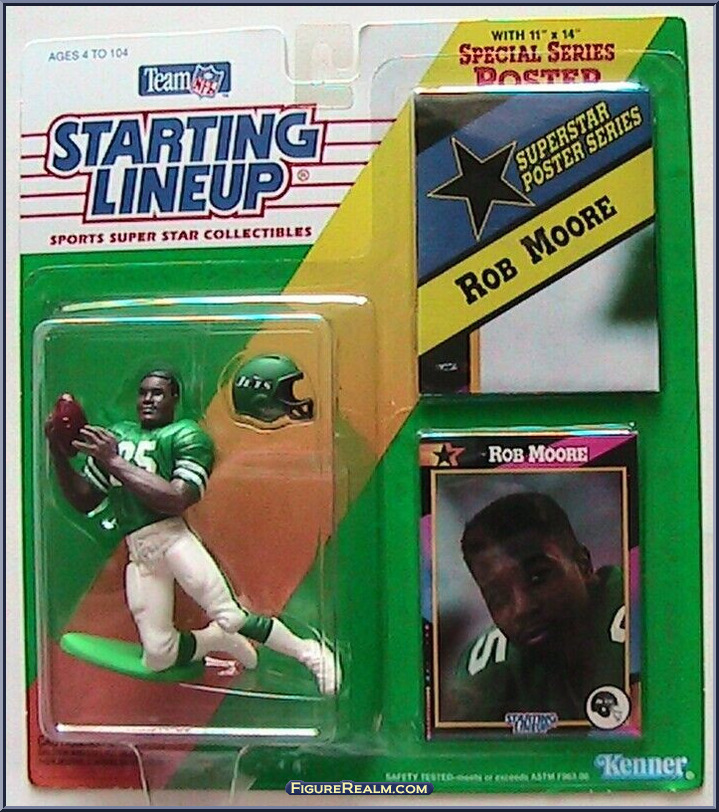 AGES 4 TO 104
WITH 11" x 14"
SPECIAL SERIES
POSTER
Team NFL
STARTING
LINEUP®
SPORTS SUPER STAR COLLECTIBLES
SUPERSTAR
POSTER SERIES
ROB MOORE
JETS
85
ROB MOORE
STARTING
LINEUP
SAFETY TESTED-meets or exceeds ASTM F963-86
Kenner
FIGUREREALM.COM